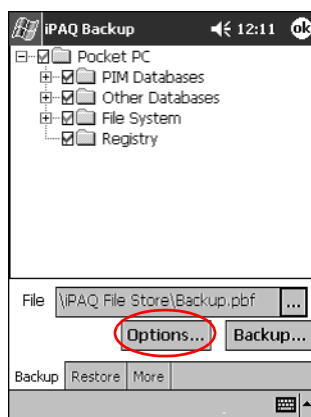 iPAQ Backup 12:11 ok
Pocket PC
PIM Databases
Other Databases
File System
Registry
File \iPAQ File Store\Backup.pbf ...
Options... Backup...
Backup Restore More